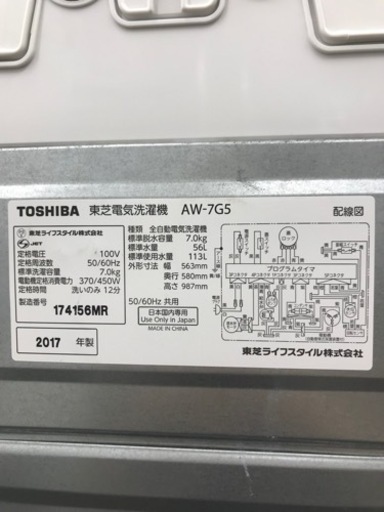 TOSHIBA 東芝電気洗濯機 AW-7G5 配線図
東芝ライフスタイル株式会社
JET
定格電圧 100V
定格周波数 50/60Hz
標準洗濯容量 7.0kg
電動機定格消費電力 370/450W
定格時間 洗いのみ 12分
製造番号
174156MR
2017 年製
種類 全自動電気洗濯機
標準脱水容量 7.0kg
標準水量 56L
標準使用水量 113L
外形寸法 幅 563mm
奥行 580mm
高さ 987mm
50/60Hz 共用
日本国内専用
Use Only in Japan
MADE IN CHINA
ロック
プログラムタイマ
東芝ライフスタイル株式会社